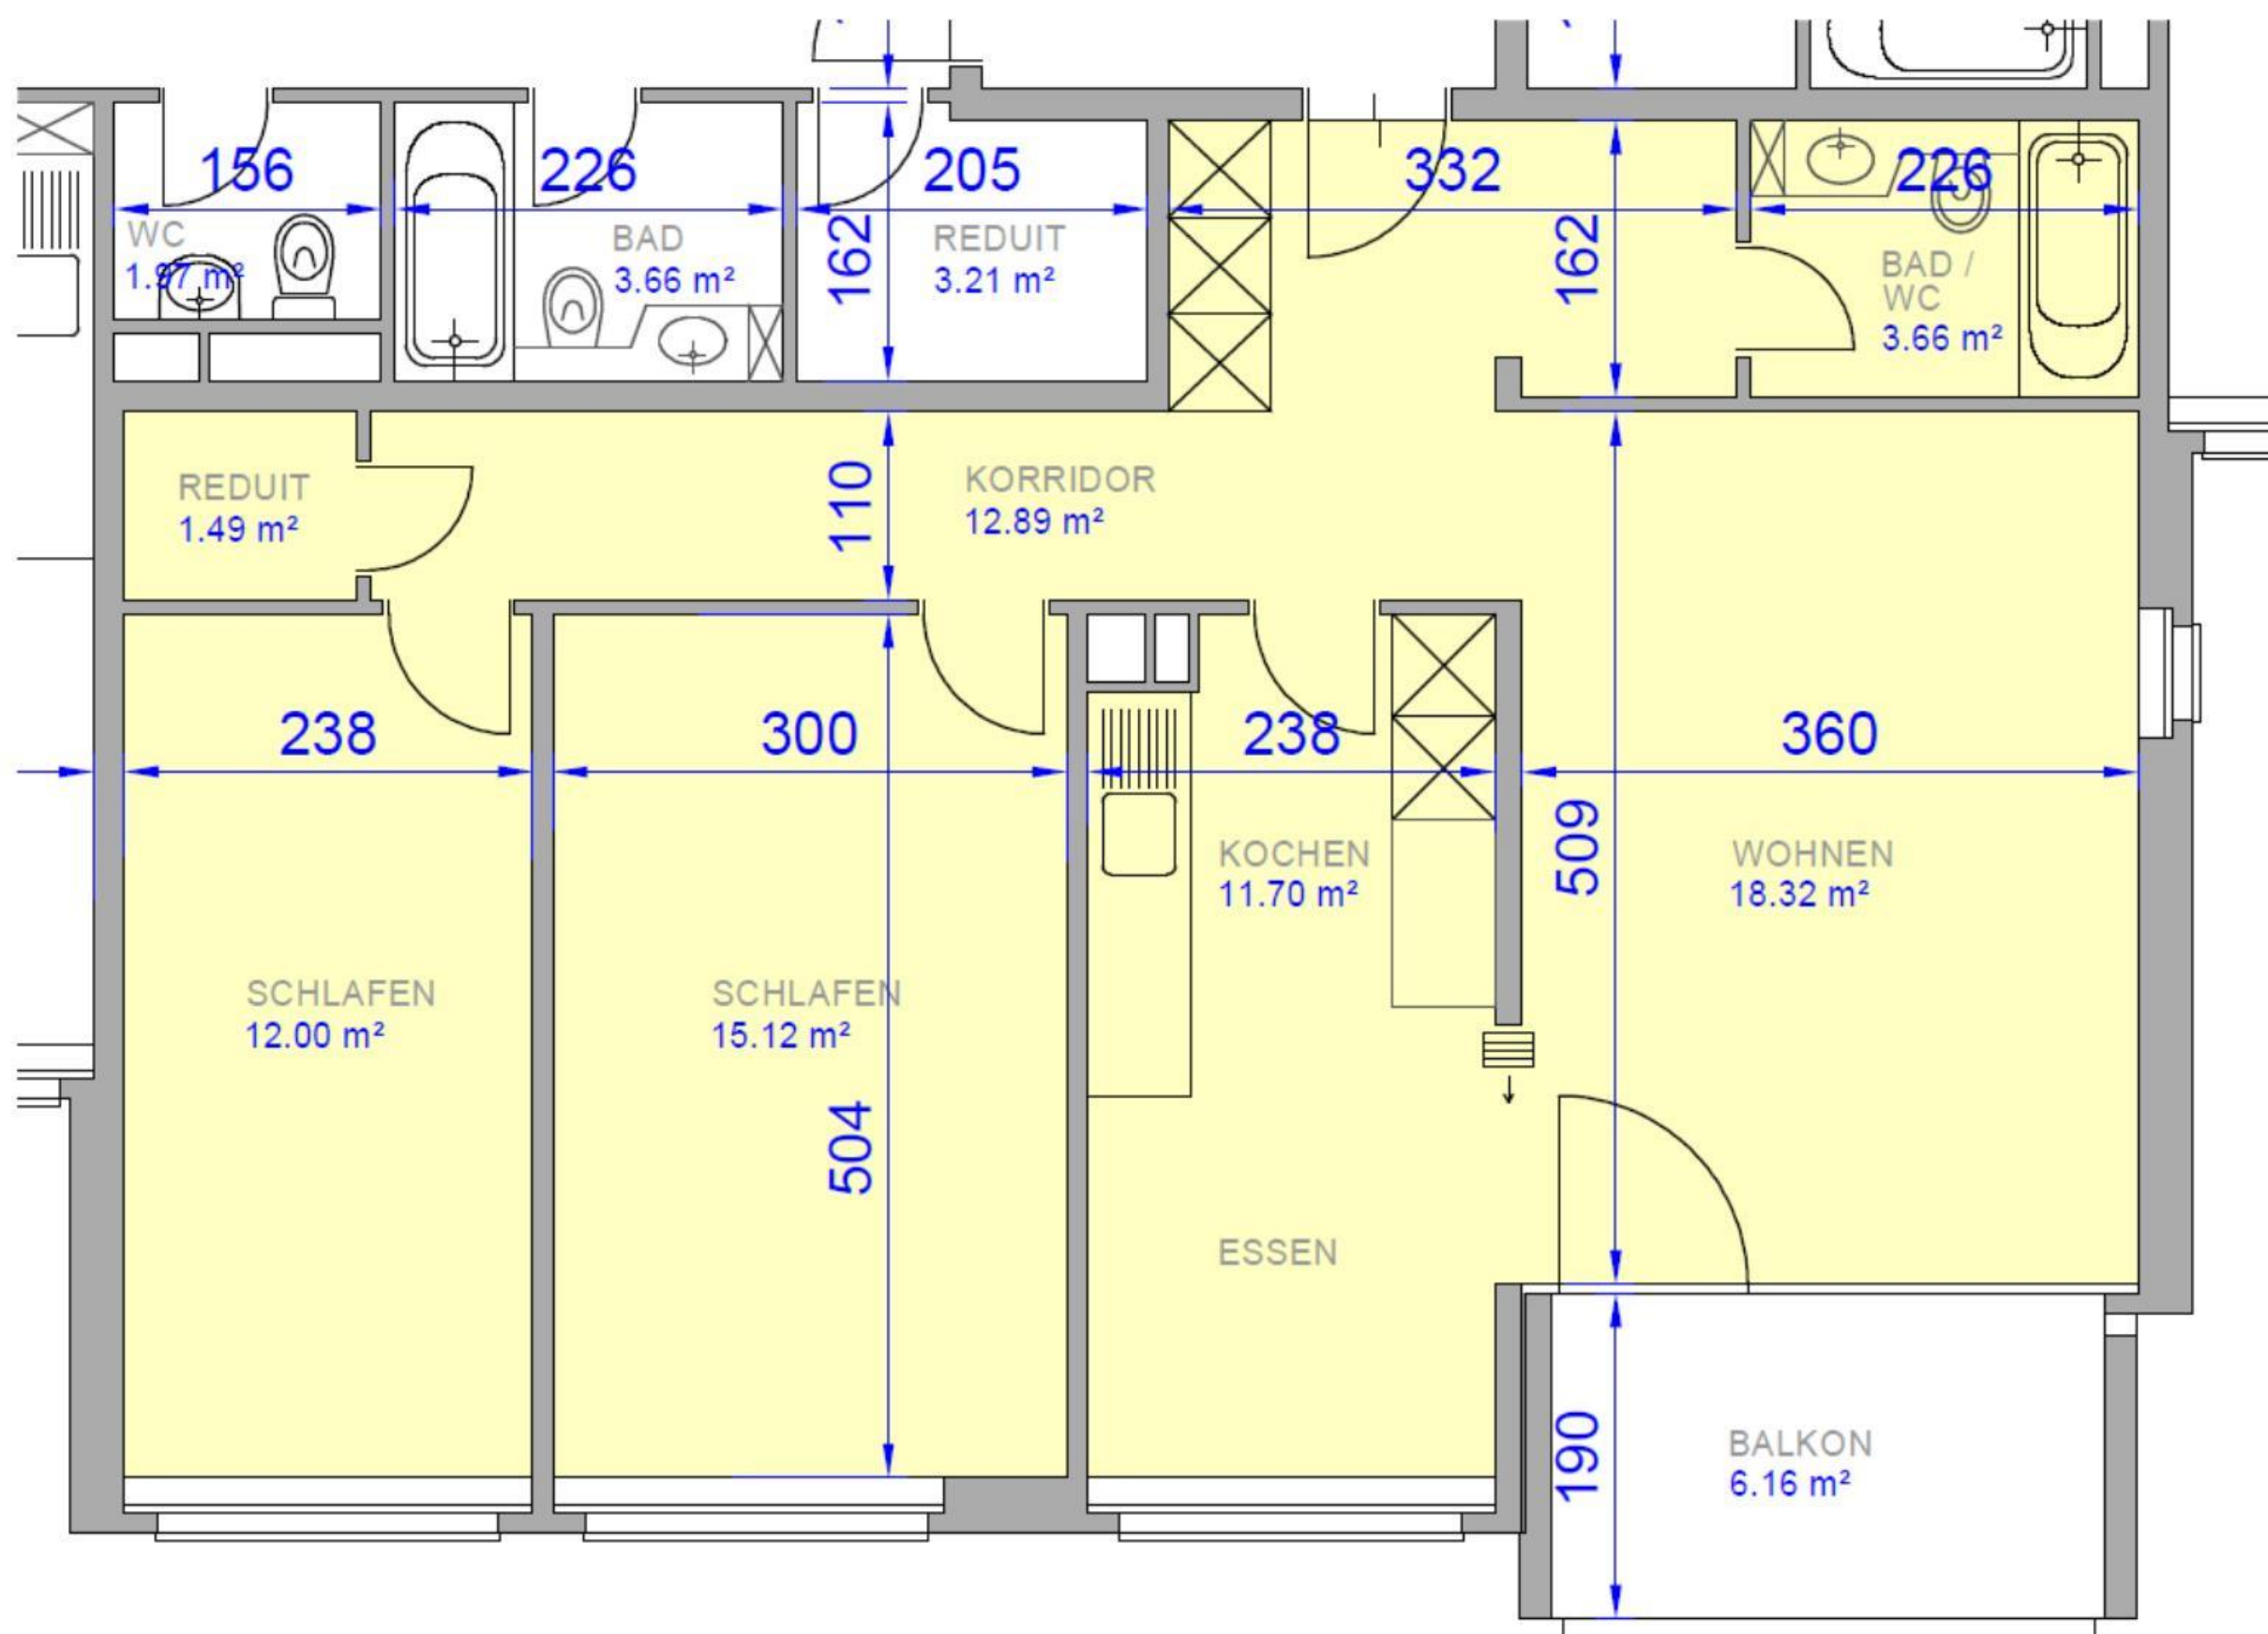 156
226
205
332
226
162
162
WC
1.97 m²
BAD
3.66 m²
REDUIT
3.21 m²
BAD /
WC
3.66 m²
REDUIT
1.49 m²
110
KORRIDOR
12.89 m²
238
300
238
360
509
KOCHEN
11.70 m²
WOHNEN
18.32 m²
SCHLAFEN
12.00 m²
SCHLAFEN
15.12 m²
504
ESSEN
190
BALKON
6.16 m²